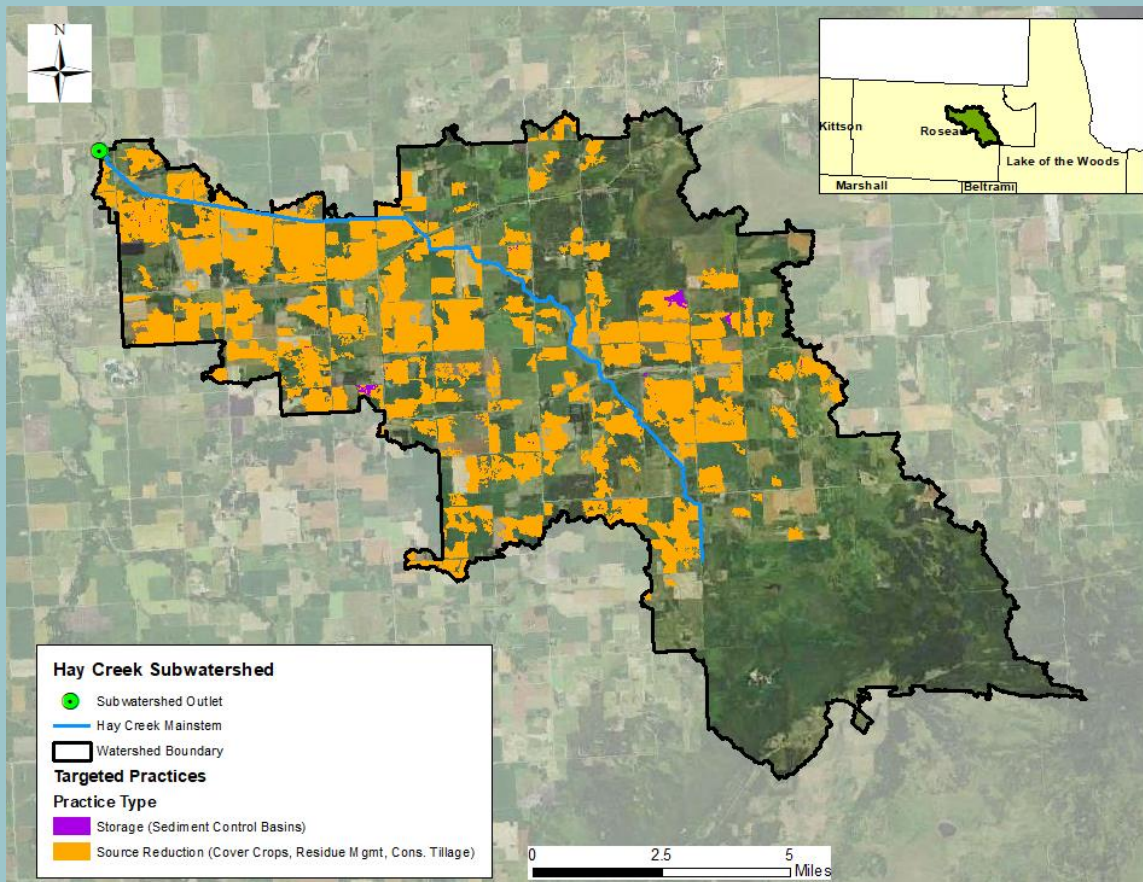 N
Kittson
Roseau
Lake of the Woods
Marshall
Beltrami
Hay Creek Subwatershed
Subwatershed Outlet
Hay Creek Mainstem
Watershed Boundary
Targeted Practices
Practice Type
Storage (Sediment Control Basins)
Source Reduction (Cover Crops, Residue Mgmt, Cons. Tillage)
0 2.5 5
Miles